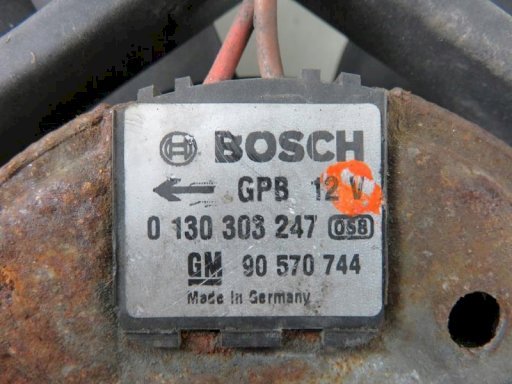 BOSCH
GPB 12 V
0 130 303 247 058
GM 90 570 744
Made in Germany